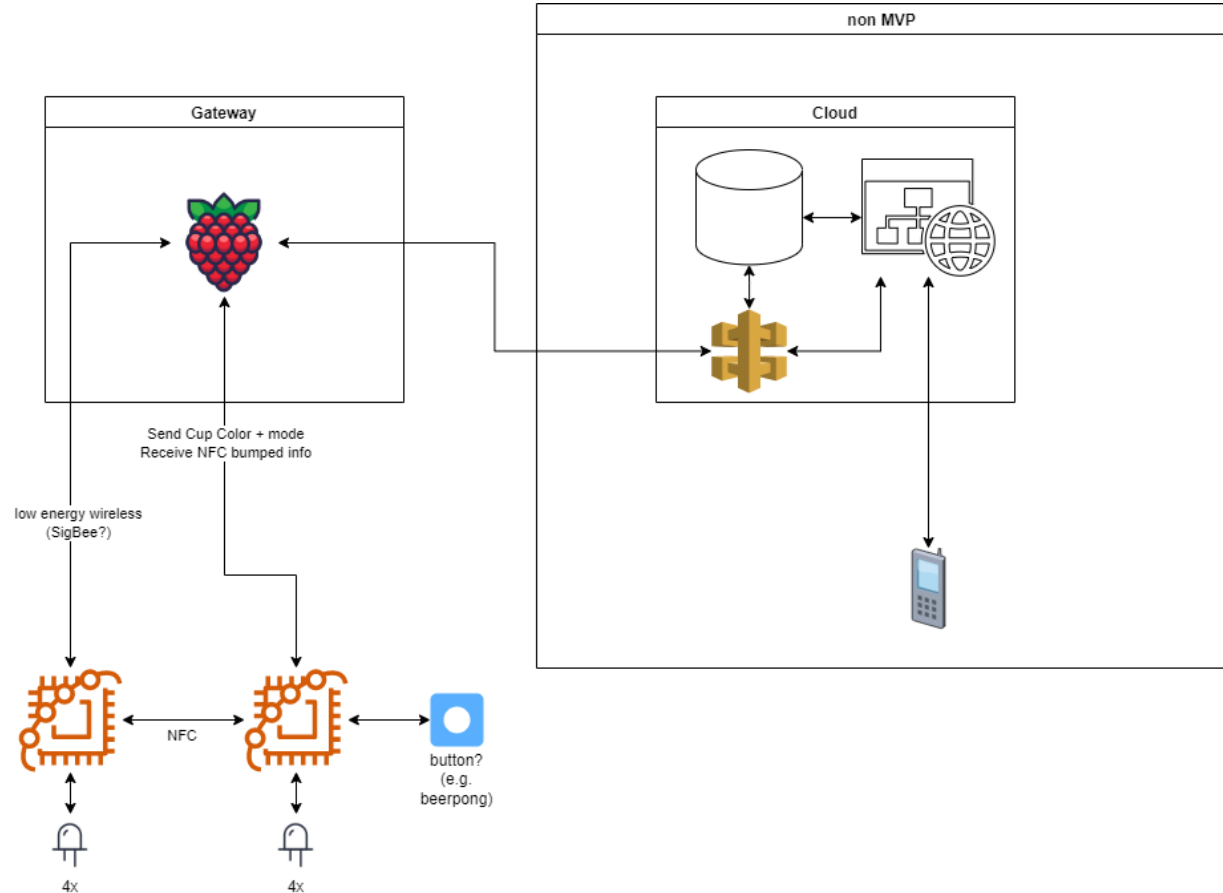 non MVP
Gateway
Cloud
Send Cup Color + mode
Receive NFC bumped info
low energy wireless
(SigBee?)
NFC
button?
(e.g.
beerpong)
4x
4x